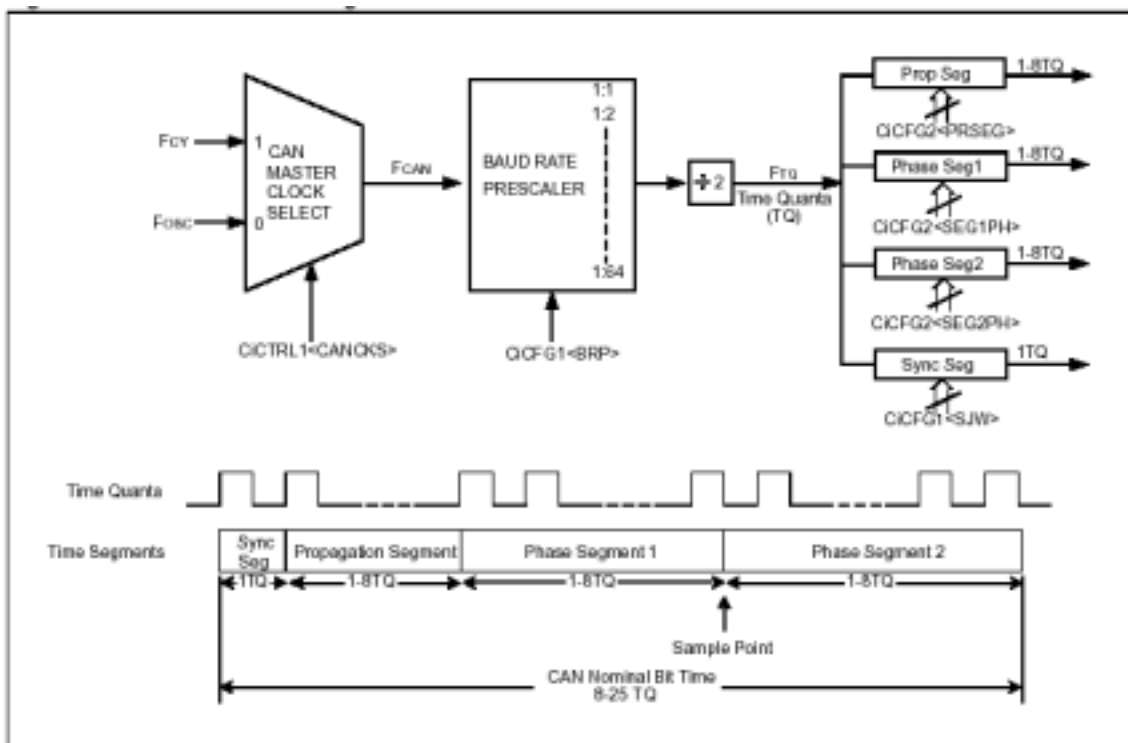 Prop Seg
1-8TQ
CiCFG2<PRSEG>
1:1
1:2
1:64
FCY
1
CAN
MASTER
CLOCK
SELECT
FOSC
0
FCAN
BAUD RATE
PRESCALER
÷ 2
FTQ
Time Quanta
(TQ)
Phase Seg1
1-8TQ
CiCFG2<SEG1PH>
Phase Seg2
1-8TQ
CiCFG2<SEG2PH>
Sync Seg
1TQ
CiCFG1<SJW>
CiCTRL1<CANCKS>
CiCFG1<BRP>
Time Quanta
Time Segments
Sync
Seg
Propagation Segment
Phase Segment 1
Phase Segment 2
1TQ
1-8TQ
1-8TQ
1-8TQ
Sample Point
CAN Nominal Bit Time
8-25 TQ